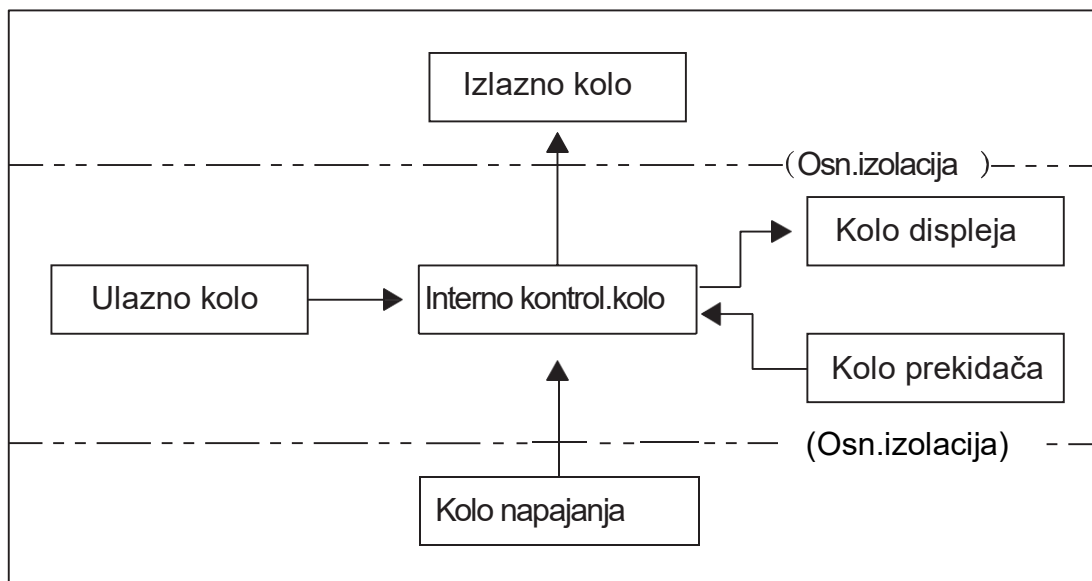 Izlazno kolo
(Osn.izolacija )
Kolo displeja
Ulazno kolo
Interno kontrol.kolo
Kolo prekidača
(Osn.izolacija)
Kolo napajanja